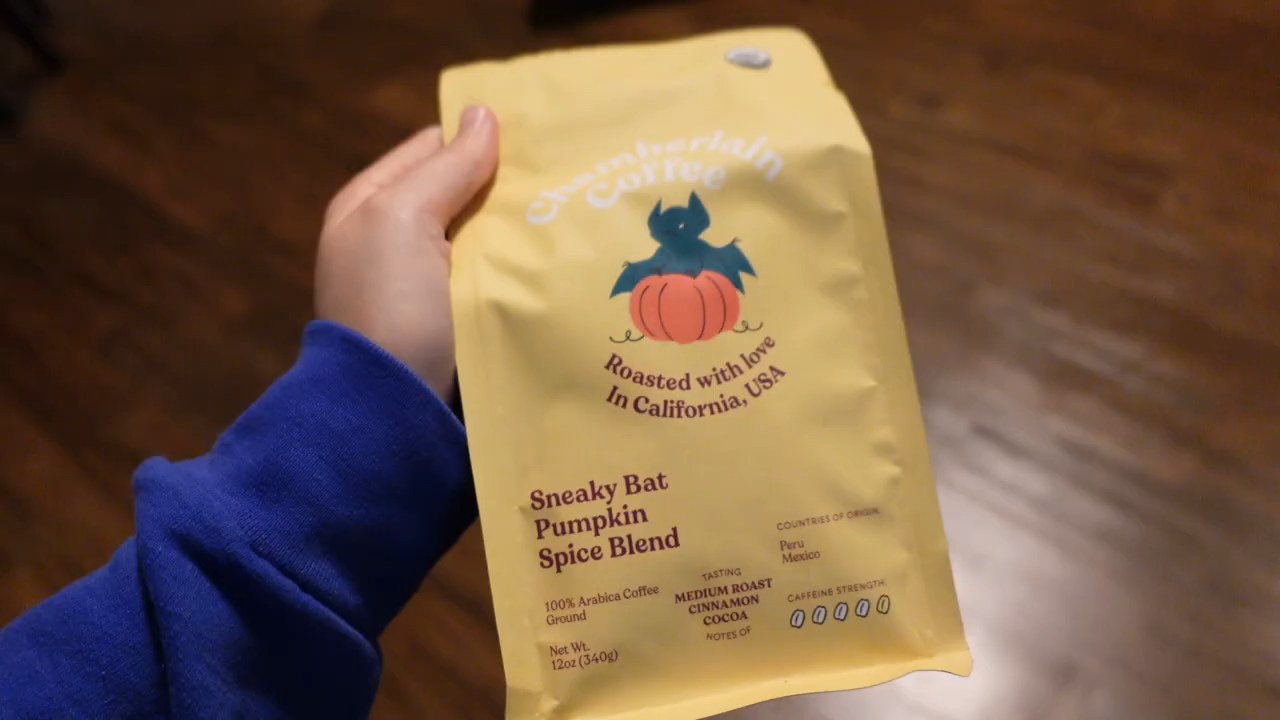 Chamberlain
Coffee
Roasted with love
In California, USA
Sneaky Bat
Pumpkin
Spice Blend
100% Arabica Coffee
Ground
Net Wt.
12oz (340g)
TASTING
MEDIUM ROAST
CINNAMON
COCOA
NOTES OF
COUNTRIES OF ORIGIN:
Peru
Mexico
CAFFEINE STRENGTH: